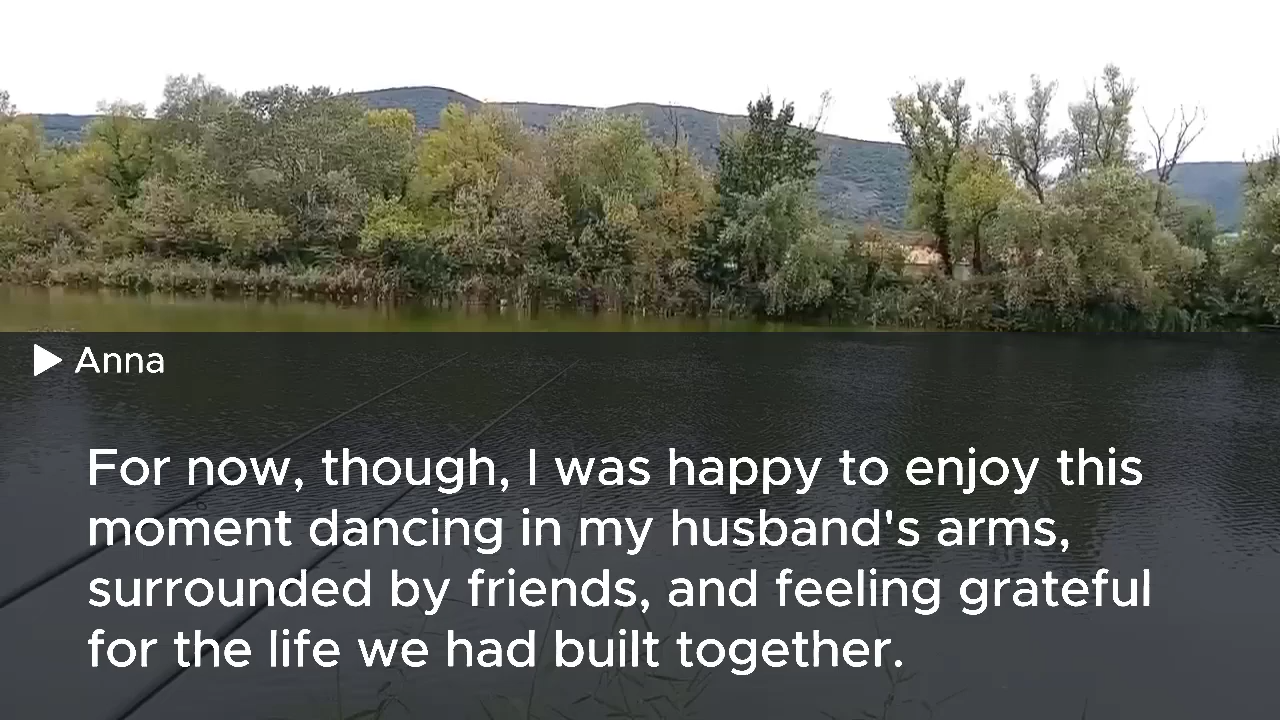 Anna
For now, though, I was happy to enjoy this
moment dancing in my husband's arms,
surrounded by friends, and feeling grateful
for the life we had built together.